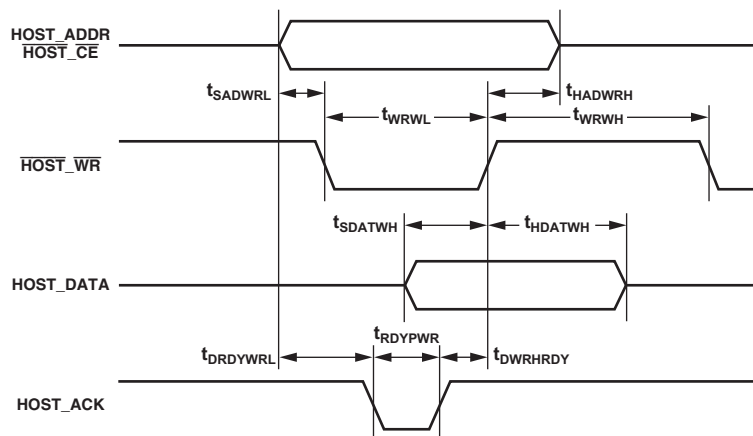 HOST_ADDR
HOST_CE
tSADWRL
tHADWRH
tWRWL
tWRWH
HOST_WR
tSDATWH
tHDATWH
HOST_DATA
tRDYPWR
tDRDYWRL
tDWRHRDY
HOST_ACK